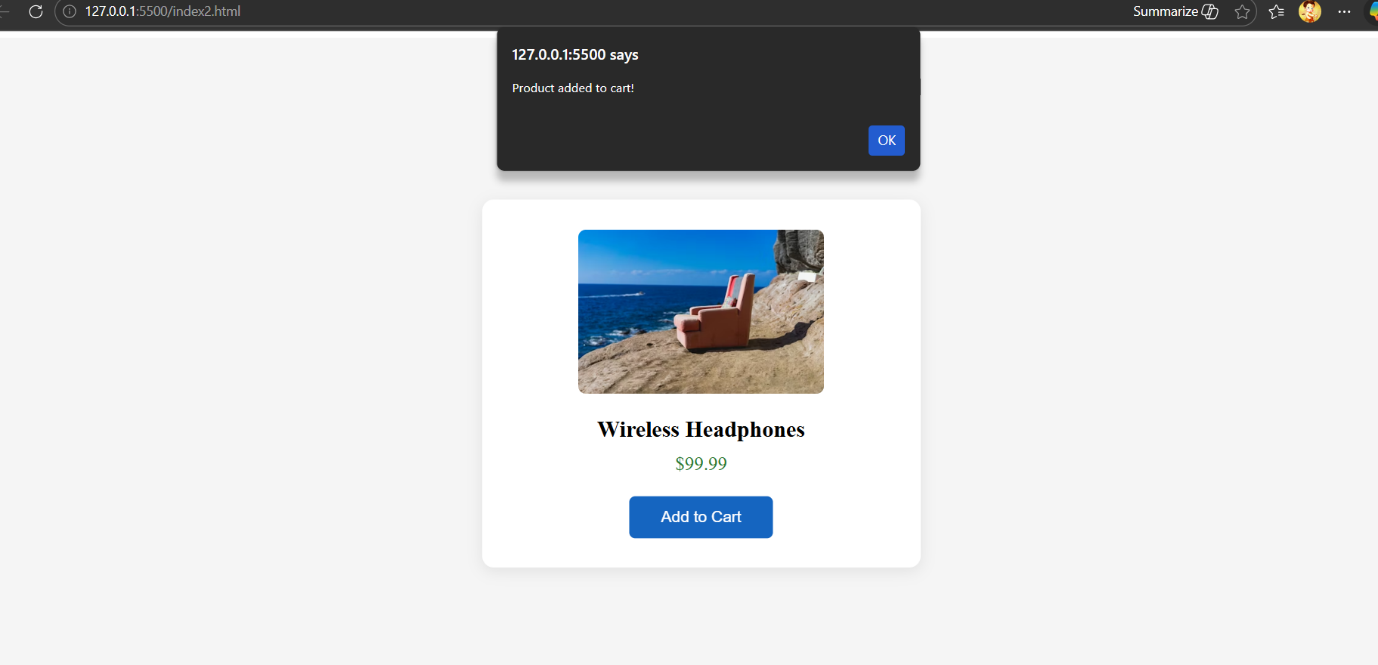 127.0.0.1:5500/index2.html
Summarize
127.0.0.1:5500 says
Product added to cart!
OK
Wireless Headphones
$99.99
Add to Cart